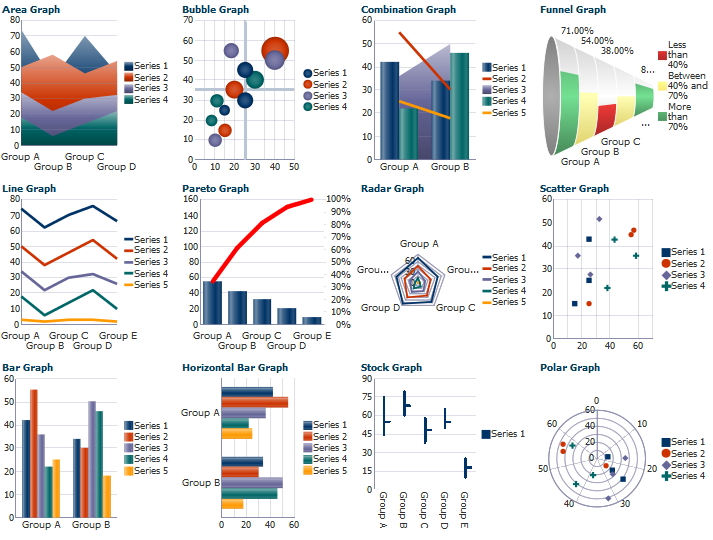 Area Graph
80
70
60
50
40
30
20
10
0
Series 1
Series 2
Series 3
Series 4
Group A
Group C
Group B
Group D
Bubble Graph
70
60
50
40
30
20
10
0
0 10 20 30 40 50
Series 1
Series 2
Series 3
Series 4
Combination Graph
60
50
40
30
20
10
0
Group A
Group B
Series 1
Series 2
Series 3
Series 4
Series 5
Funnel Graph
71.00%
54.00%
38.00%
8...
...
Group C
Group B
Group A
Less
than
40%
Between
40% and
70%
More
than
70%
Line Graph
80
70
60
50
40
30
20
10
0
Series 1
Series 2
Series 3
Series 4
Series 5
Group A
Group C
Group E
Group B
Group D
Pareto Graph
160
140
120
100
80
60
40
20
0
100%
90%
80%
70%
60%
50%
40%
30%
20%
10%
0%
Group A
Group C
Group E
Group B
Group D
Radar Graph
Group A
Grou...
Grou...
Group D
Group C
60
Series 1
Series 2
Series 3
Series 4
Series 5
Scatter Graph
60
50
40
30
20
10
0
0 20 40 60
Series 1
Series 2
Series 3
Series 4
Bar Graph
60
50
40
30
20
10
0
Group A
Group B
Series 1
Series 2
Series 3
Series 4
Series 5
Horizontal Bar Graph
Group A
Group B
0 20 40 60
Series 1
Series 2
Series 3
Series 4
Series 5
Stock Graph
90
75
60
45
30
15
0
Group A
Group B
Group C
Group D
Group E
Series 1
Polar Graph
60
40
20
0
0
10
20
30
40
50
60
Series 1
Series 2
Series 3
Series 4